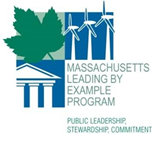 MASSACHUSETTS
LEADING BY
EXAMPLE
PROGRAM
PUBLIC LEADERSHIP,
STEWARDSHIP, COMMITMENT